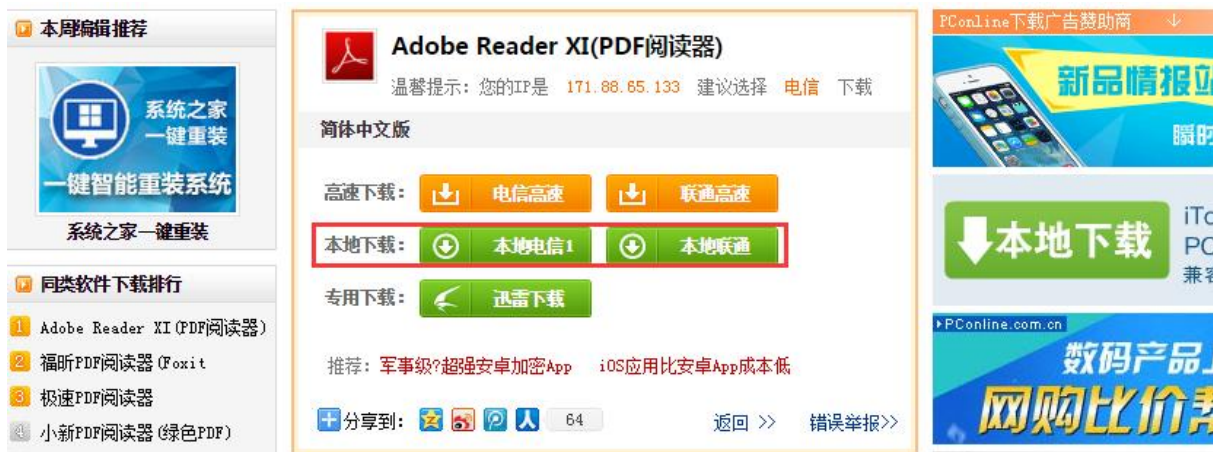 本周编辑推荐
系统之家
一键重装
一键智能重装系统
系统之家一键重装
同类软件下载排行
1 Adobe Reader XI(PDF阅读器)
2 福昕PDF阅读器(Foxit
3 极速PDF阅读器
4 小新PDF阅读器(绿色PDF)
Adobe Reader XI(PDF阅读器)
温馨提示: 您的IP是 171.88.65.133 建议选择 电信 下载
简体中文版
高速下载: 电信高速 联通高速
本地下载: 本地电信1 本地联通
专用下载: 迅雷下载
推荐: 军事级?超强安卓加密App iOS应用比安卓App成本低
分享到: 64 返回 >> 错误举报>>
PConline下载广告赞助商 ↓
新品情报站
瞬时
本地下载
iTo
PC
兼容
PConline.com.cn
数码产品
网购比价